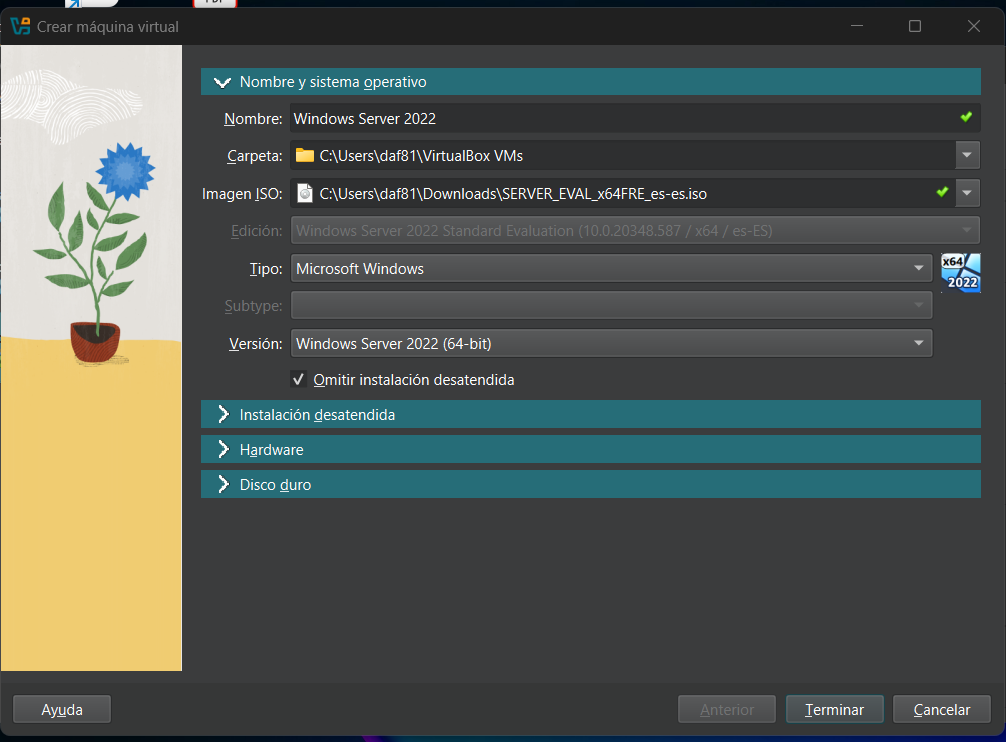 Crear máquina virtual
Nombre y sistema operativo
Nombre: Windows Server 2022
Carpeta: C:\Users\daf81\VirtualBox VMs
Imagen ISO: C:\Users\daf81\Downloads\SERVER_EVAL_x64FRE_es-es.iso
Edición: Windows Server 2022 Standard Evaluation (10.0.20348.587 / x64 / es-ES)
Tipo: Microsoft Windows
x64
2022
Subtype:
Versión: Windows Server 2022 (64-bit)
Omitir instalación desatendida
Instalación desatendida
Hardware
Disco duro
Ayuda
Anterior
Terminar
Cancelar